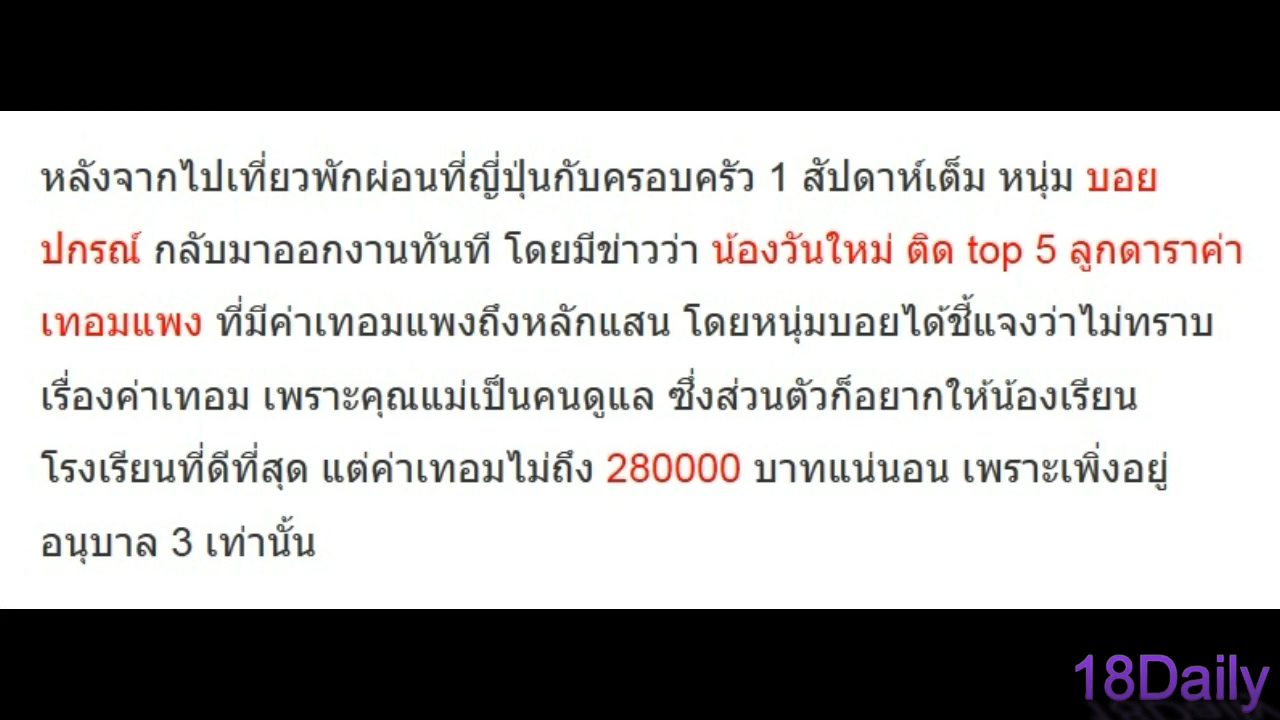 หลังจากไปเที่ยวพักผ่อนที่ญี่ปุ่นกับครอบครัว 1 สัปดาห์เต็ม หนุ่ม บอย
ปกรณ์ กลับมาออกงานทันที โดยมีข่าวว่า น้องวันใหม่ ติด top 5 ลูกดาราค่า
เทอมแพง ที่มีค่าเทอมแพงถึงหลักแสน โดยหนุ่มบอยได้ชี้แจงว่าไม่ทราบ
เรื่องค่าเทอม เพราะคุณแม่เป็นคนดูแล ซึ่งส่วนตัวก็อยากให้น้องเรียน
โรงเรียนที่ดีที่สุด แต่ค่าเทอมไม่ถึง 280000 บาทแน่นอน เพราะเพิ่งอยู่
อนุบาล 3 เท่านั้น
18Daily